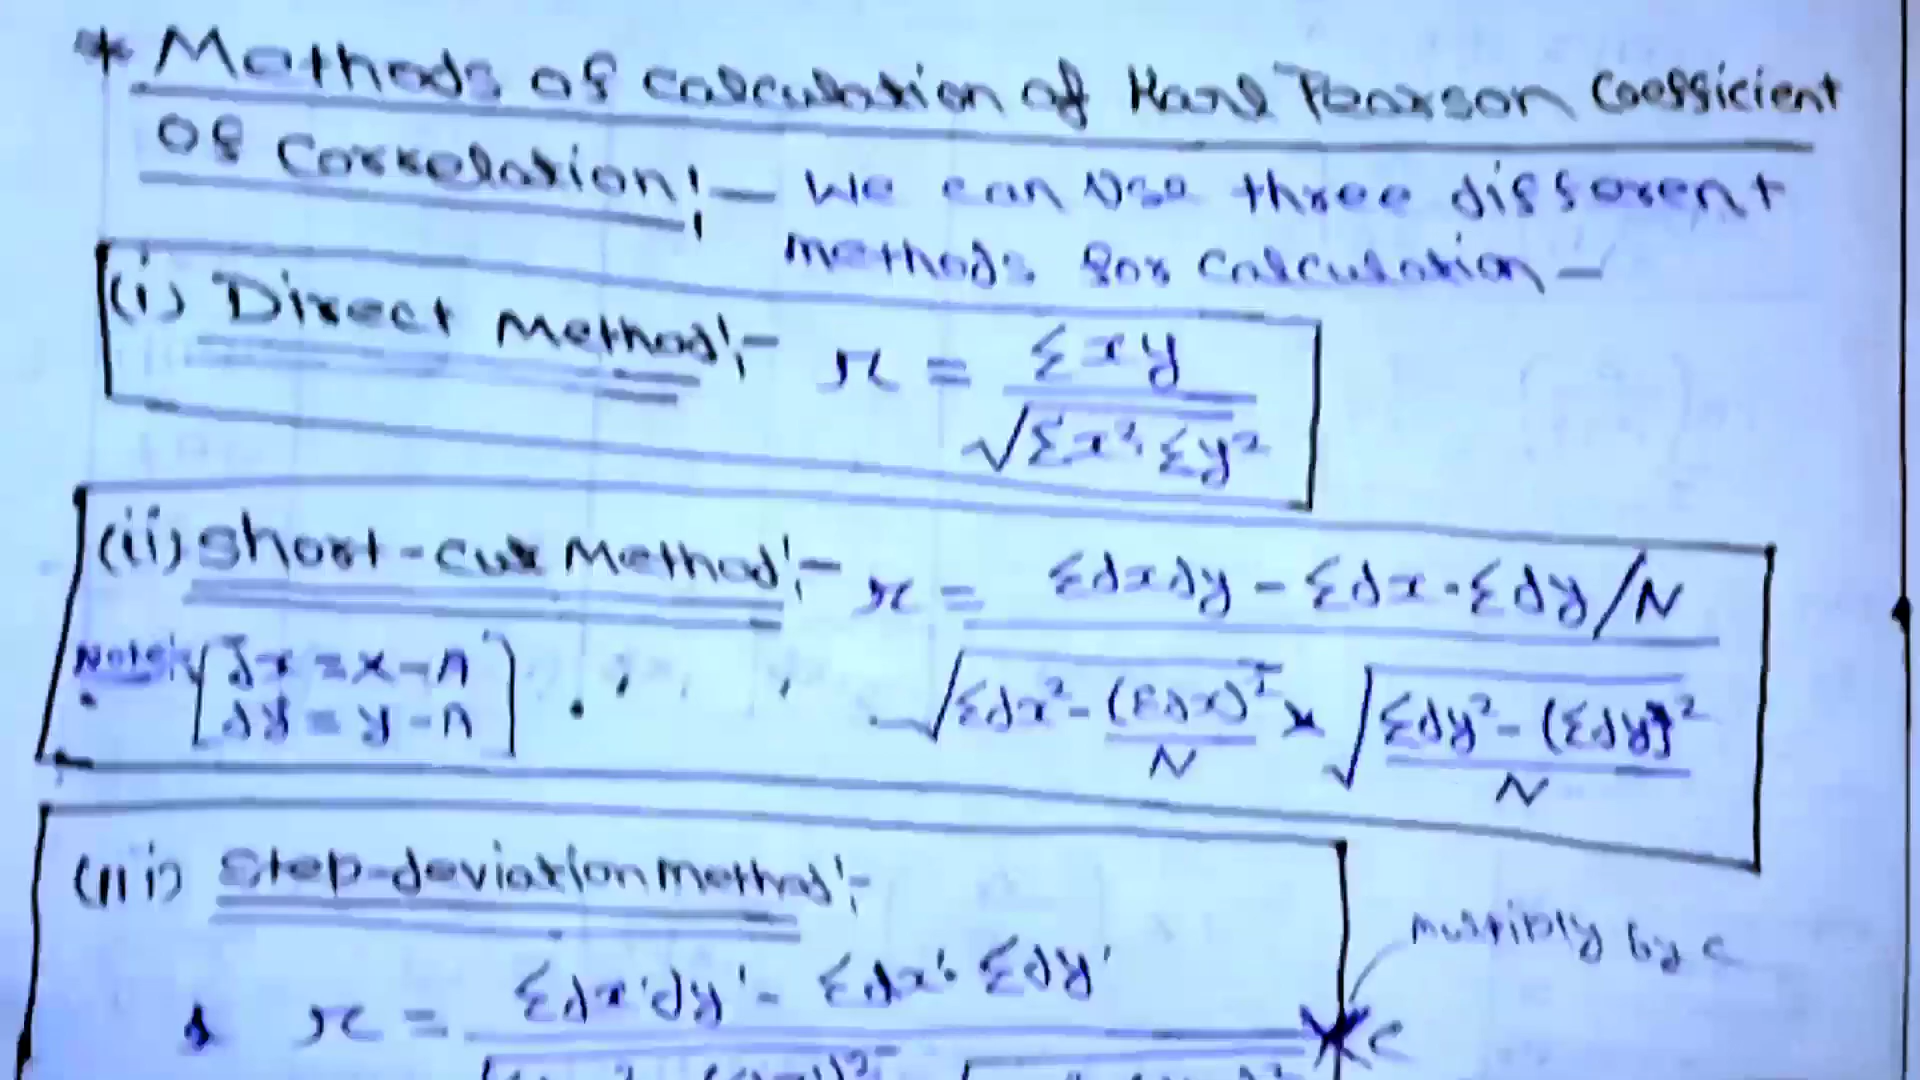 * Methods of calculation of Karl Pearson Coefficient
Of Correlation:- We can use three different
methods for calculation -
(i) Direct Method:- r = Σxy / √Σx²·Σy²
(ii) Short-cut Method:- r = Σdxdy - Σdx·Σdy/N / √Σdx² - (Σdx)²/N × √Σdy² - (Σdy)²/N
Note:- [dx = x-A
dy = y-A]
(iii) Step-deviation Method:-
multiply by c
r = Σdx'dy' - Σdx'·Σdy' × c